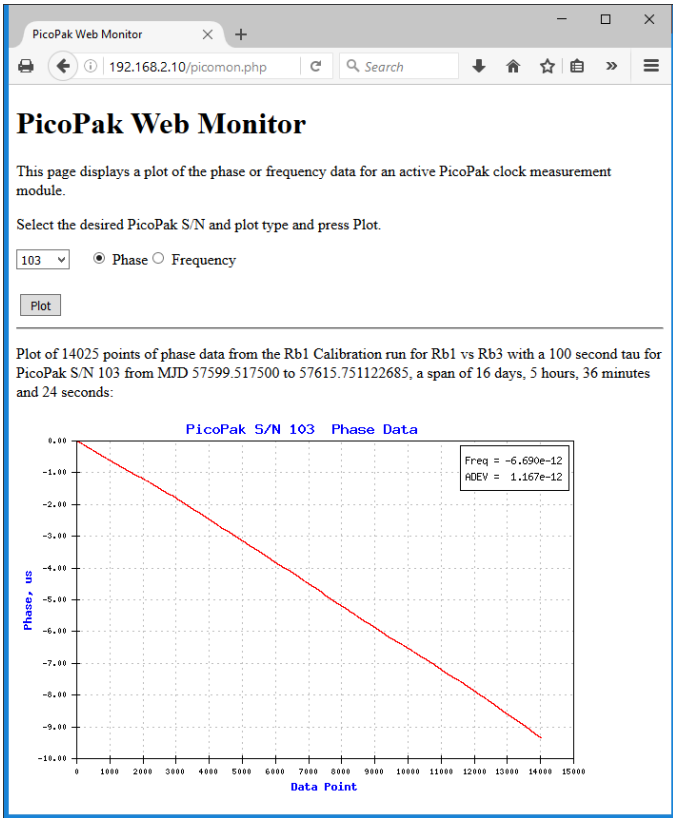 PicoPak Web Monitor
192.168.2.10/picomon.php
Search
PicoPak Web Monitor
This page displays a plot of the phase or frequency data for an active PicoPak clock measurement
module.
Select the desired PicoPak S/N and plot type and press Plot.
103 Phase Frequency
Plot
Plot of 14025 points of phase data from the Rb1 Calibration run for Rb1 vs Rb3 with a 100 second tau for
PicoPak S/N 103 from MJD 57599.517500 to 57615.751122685, a span of 16 days, 5 hours, 36 minutes
and 24 seconds:
PicoPak S/N 103 Phase Data
Freq = -6.690e-12
ADEV = 1.167e-12
Phase, us
0.00
-1.00
-2.00
-3.00
-4.00
-5.00
-6.00
-7.00
-8.00
-9.00
-10.00
0 1000 2000 3000 4000 5000 6000 7000 8000 9000 10000 11000 12000 13000 14000 15000
Data Point